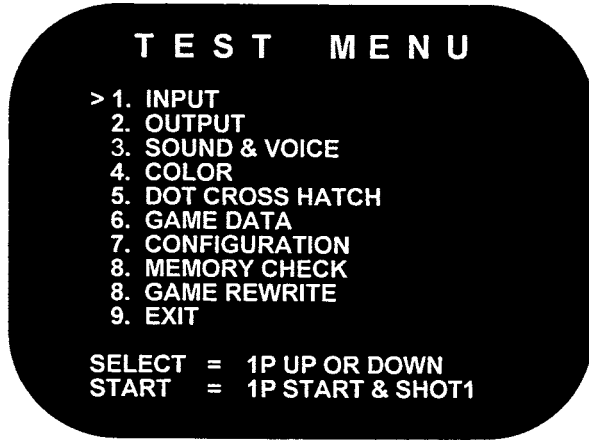 TEST MENU
> 1. INPUT
2. OUTPUT
3. SOUND & VOICE
4. COLOR
5. DOT CROSS HATCH
6. GAME DATA
7. CONFIGURATION
8. MEMORY CHECK
8. GAME REWRITE
9. EXIT
SELECT = 1P UP OR DOWN
START = 1P START & SHOT1